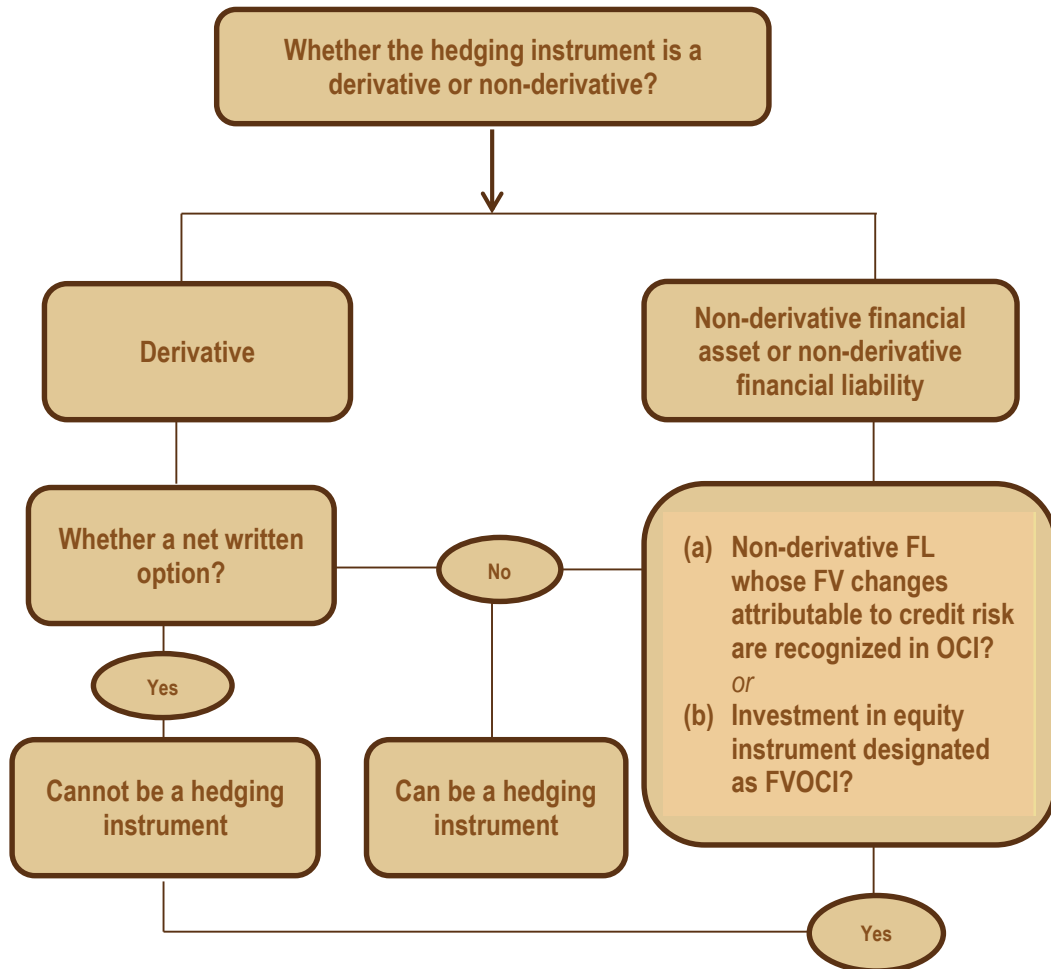 Whether the hedging instrument is a
derivative or non-derivative?
Derivative
Non-derivative financial
asset or non-derivative
financial liability
Whether a net written
option?
No
(a) Non-derivative FL
whose FV changes
attributable to credit risk
are recognized in OCI?
or
(b) Investment in equity
instrument designated
as FVOCI?
Yes
Cannot be a hedging
instrument
Can be a hedging
instrument
Yes